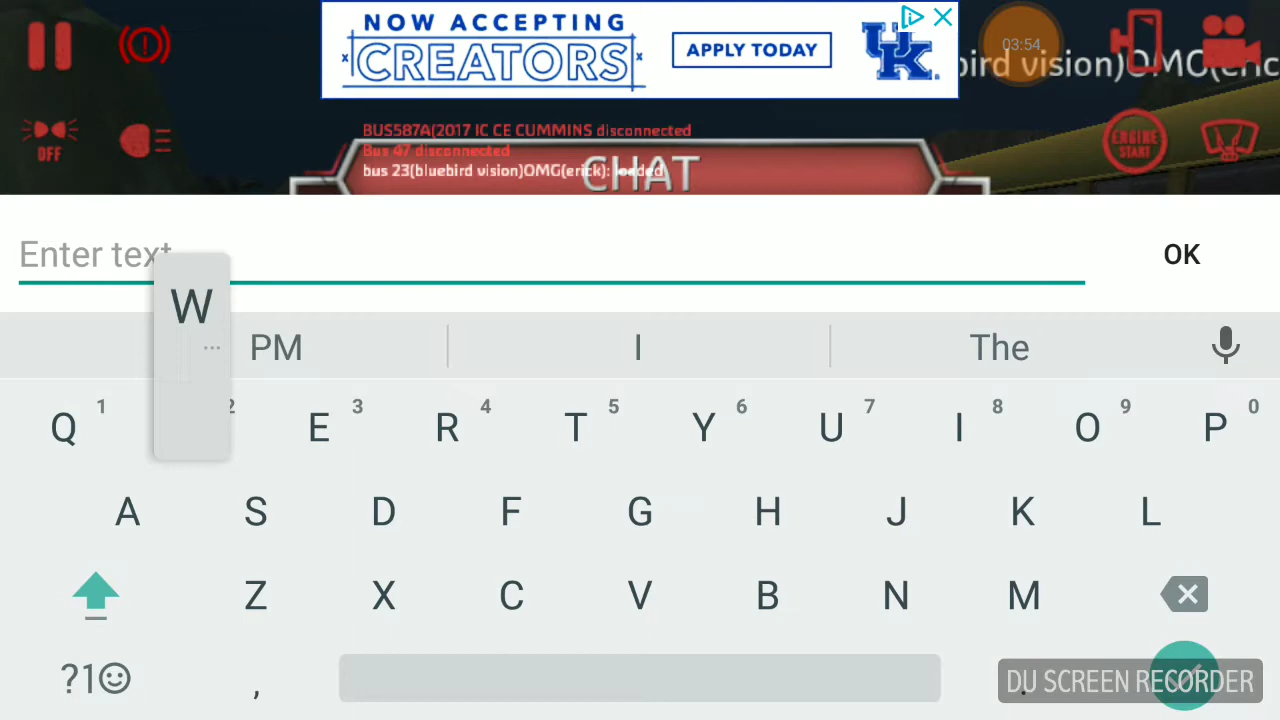 NOW ACCEPTING
CREATORS
APPLY TODAY
UK
03:54
bird vision)OMG(eric
OFF
ENGINE START
BUS587A(2017 IC CE CUMMINS disconnected
Bus 47 disconnected
bus 23(bluebird vision)OMG(erick): loaded
CHAT
Enter text
OK
W
PM I The
Q 1 2 E 3 R 4 T 5 Y 6 U 7 I 8 O 9 P 0
A S D F G H J K L
Z X C V B N M
?1 , .
DU SCREEN RECORDER